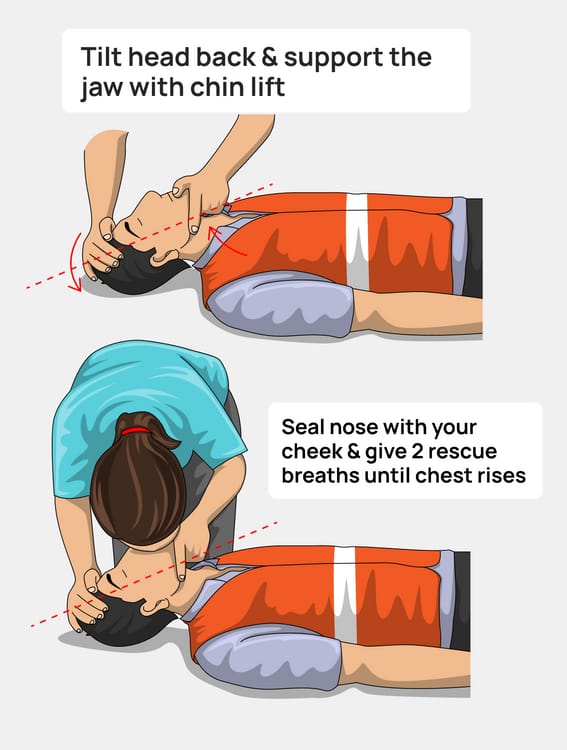 Tilt head back & support the
jaw with chin lift
Seal nose with your
cheek & give 2 rescue
breaths until chest rises